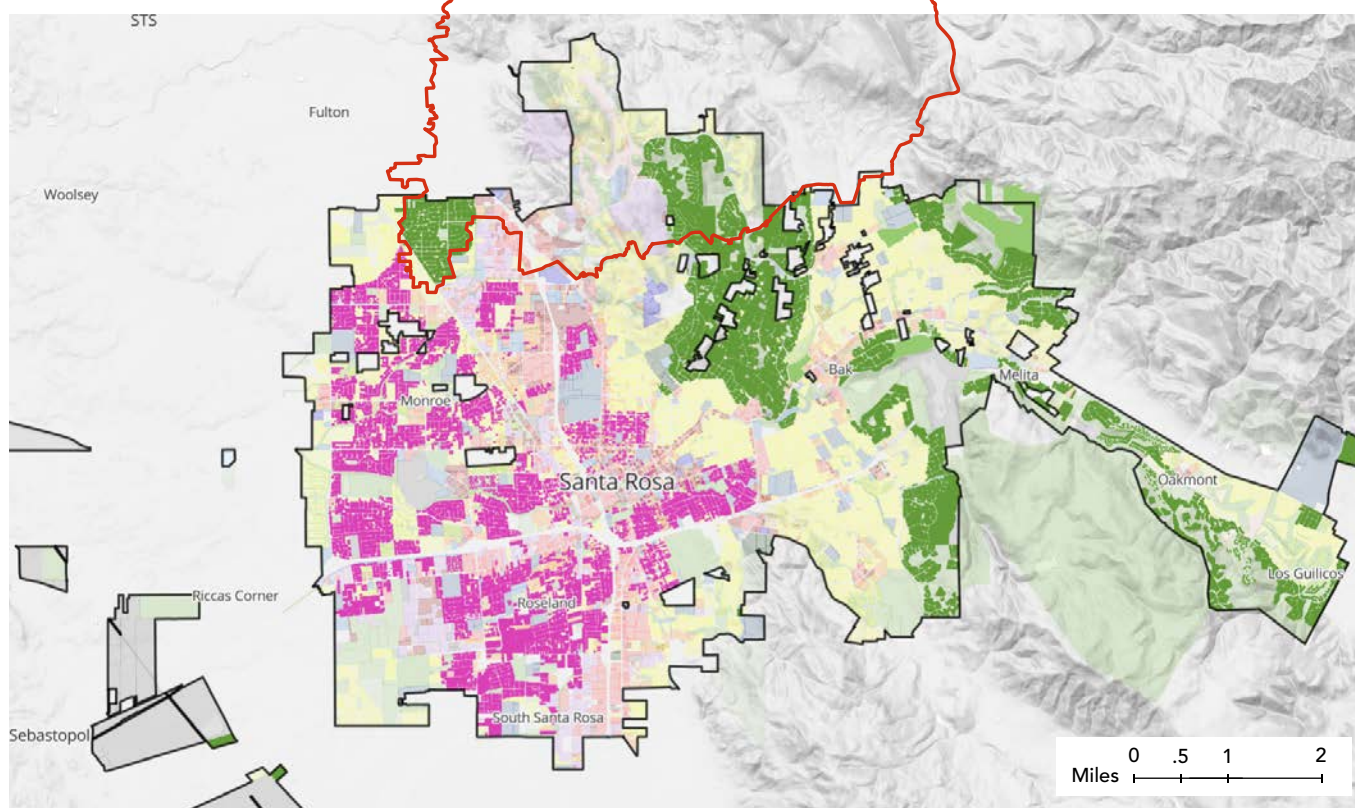 STS
Fulton
Woolsey
Bak
Melita
Monroe
Santa Rosa
Oakmont
Los Guilicos
Riccas Corner
Roseland
South Santa Rosa
Sebastopol
0 .5 1 2
Miles